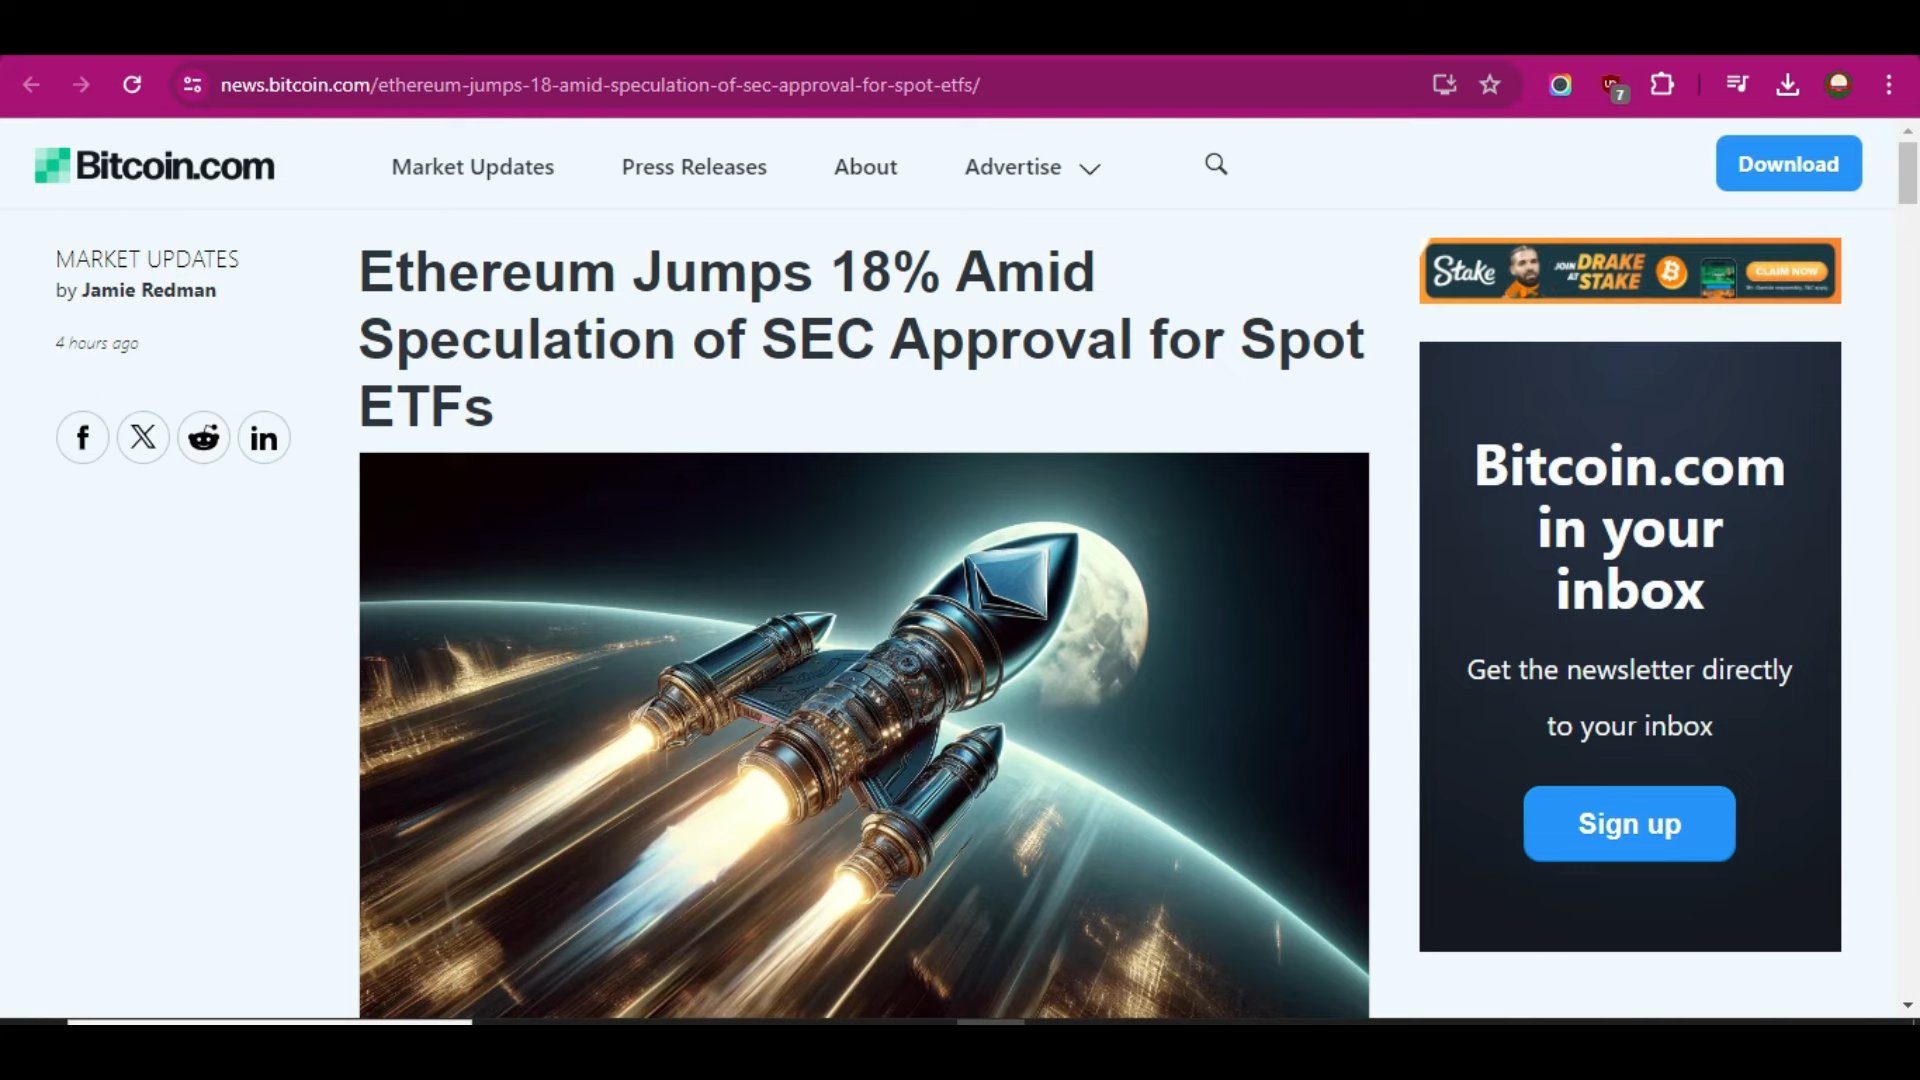 news.bitcoin.com/ethereum-jumps-18-amid-speculation-of-sec-approval-for-spot-etfs/
7
Bitcoin.com
Market Updates
Press Releases
About
Advertise
Download
MARKET UPDATES
by Jamie Redman
4 hours ago
Ethereum Jumps 18% Amid
Speculation of SEC Approval for Spot
ETFs
Stake
JOIN DRAKE
AT STAKE
CLAIM NOW
Bitcoin.com
in your
inbox
Get the newsletter directly
to your inbox
Sign up